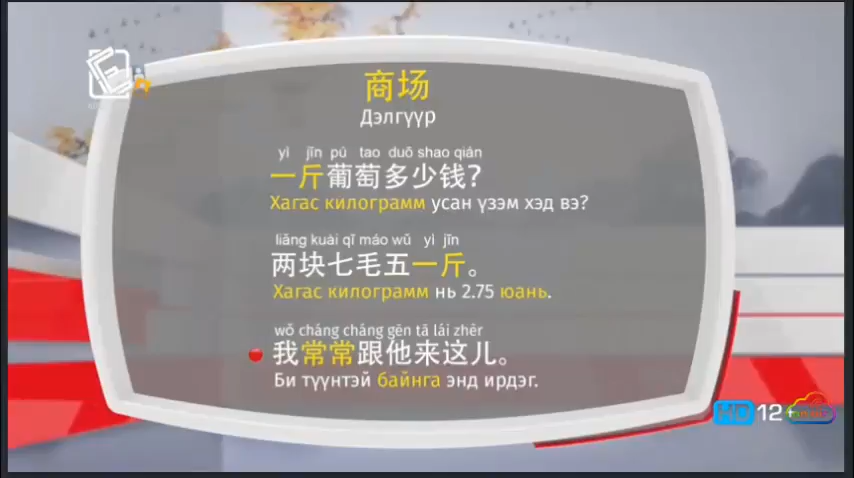 商场
Дэлгүүр
yì jīn pú tao duō shao qián
一斤葡萄多少钱?
Хагас килограмм усан үзэм хэд вэ?
liǎng kuài qī máo wǔ yì jīn
两块七毛五一斤。
Хагас килограмм нь 2.75 юань.
wǒ cháng cháng gēn tā lái zhèr
我常常跟他来这儿。
Би түүнтэй байнга энд ирдэг.
HD 12+